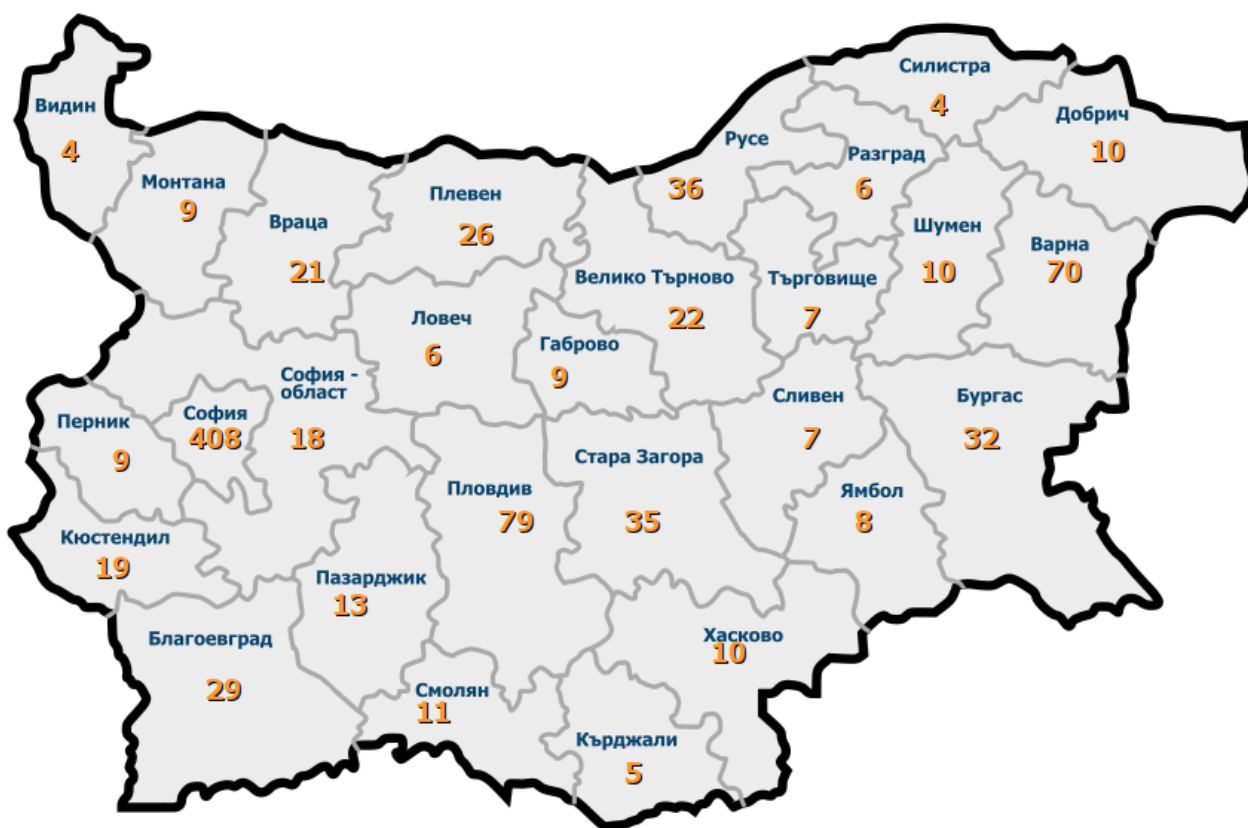 Силистра
4
Видин
4
Добрич
10
Русе
36
Разград
6
Монтана
9
Плевен
26
Враца
21
Шумен
10
Варна
70
Велико Търново
22
Търговище
7
Ловеч
6
Габрово
9
София -
област
18
София
408
Перник
9
Сливен
7
Бургас
32
Стара Загора
35
Пловдив
79
Ямбол
8
Кюстендил
19
Пазарджик
13
Благоевград
29
Хасково
10
Смолян
11
Кърджали
5